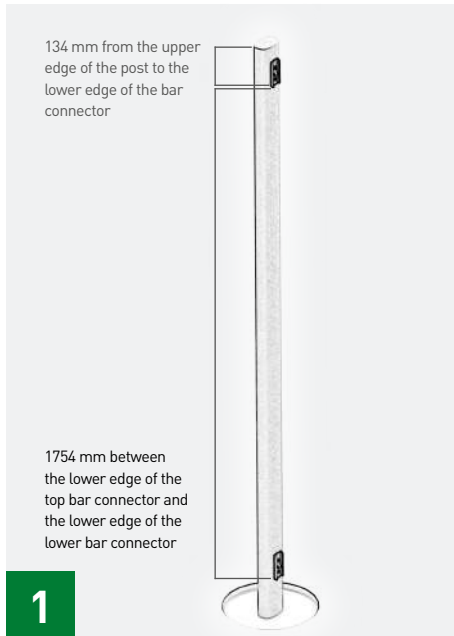 134 mm from the upper
edge of the post to the
lower edge of the bar
connector
1754 mm between
the lower edge of the
top bar connector and
the lower edge of the
lower bar connector
1